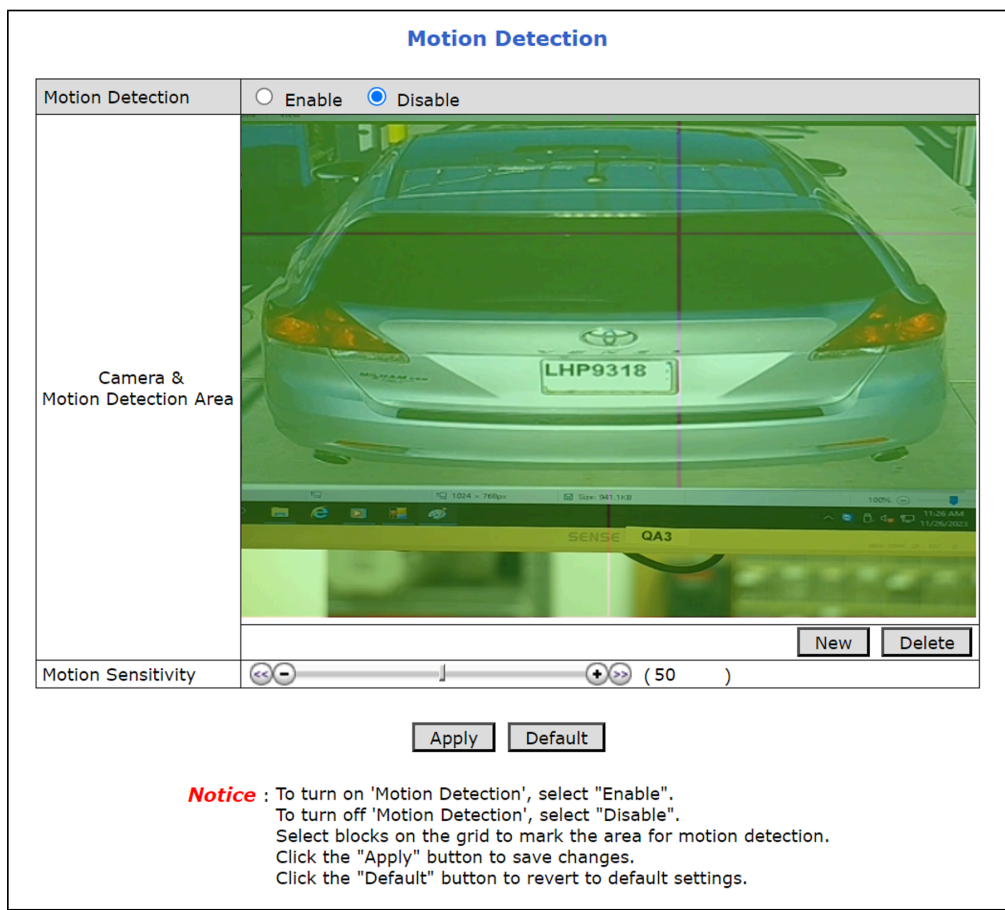 Motion Detection
Motion Detection Enable Disable
VIEW
LHP9318
1024 × 768px Size: 941.1KB 100%
11:26 AM
11/26/2023
SENSE QA3
Camera &
Motion Detection Area
New Delete
Motion Sensitivity << - + >> ( 50 )
Apply Default
Notice : To turn on 'Motion Detection', select "Enable".
To turn off 'Motion Detection', select "Disable".
Select blocks on the grid to mark the area for motion detection.
Click the "Apply" button to save changes.
Click the "Default" button to revert to default settings.